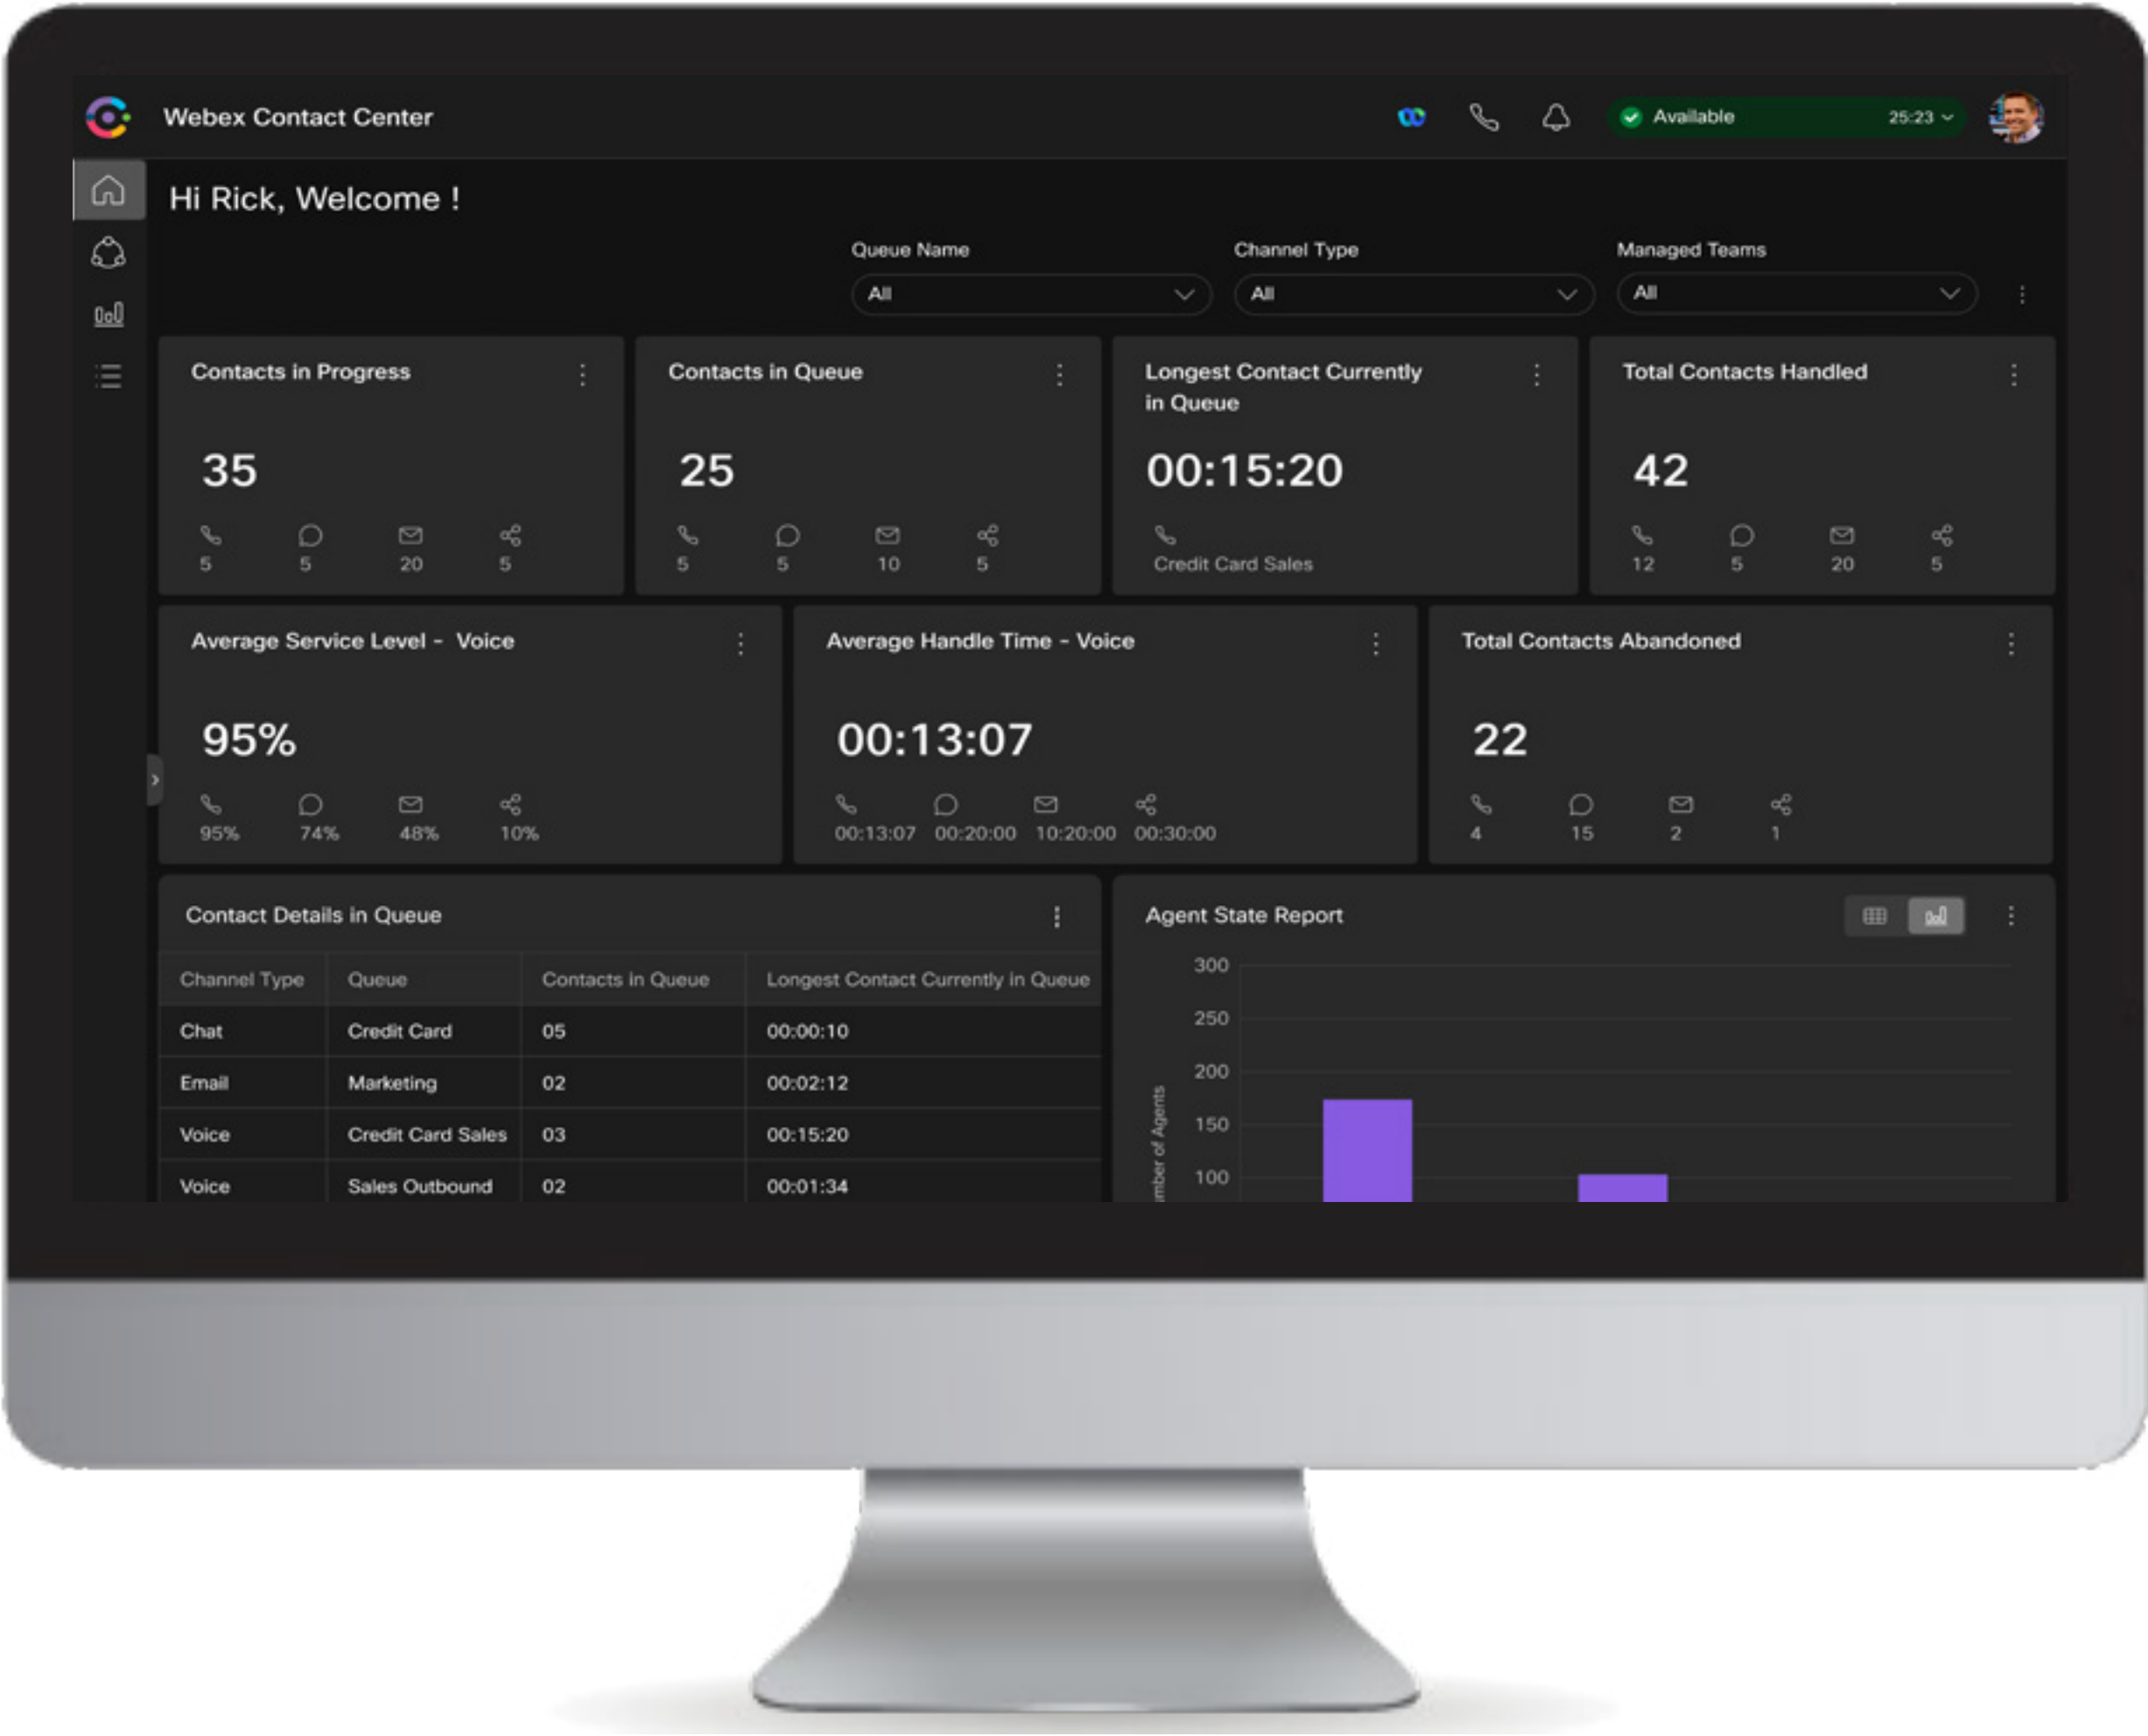 Webex Contact Center
Available 25:23
Hi Rick, Welcome !
Queue Name Channel Type Managed Teams
All All All
Contacts in Progress
35
5 5 20 5
Contacts in Queue
25
5 5 10 5
Longest Contact Currently
in Queue
00:15:20
Credit Card Sales
Total Contacts Handled
42
12 5 20 5
Average Service Level - Voice
95%
95% 74% 48% 10%
Average Handle Time - Voice
00:13:07
00:13:07 00:20:00 10:20:00 00:30:00
Total Contacts Abandoned
22
4 15 2 1
Contact Details in Queue
Channel Type Queue Contacts in Queue Longest Contact Currently in Queue
Chat Credit Card 05 00:00:10
Email Marketing 02 00:02:12
Voice Credit Card Sales 03 00:15:20
Voice Sales Outbound 02 00:01:34
Agent State Report
300
250
200
150
100
mber of Agents